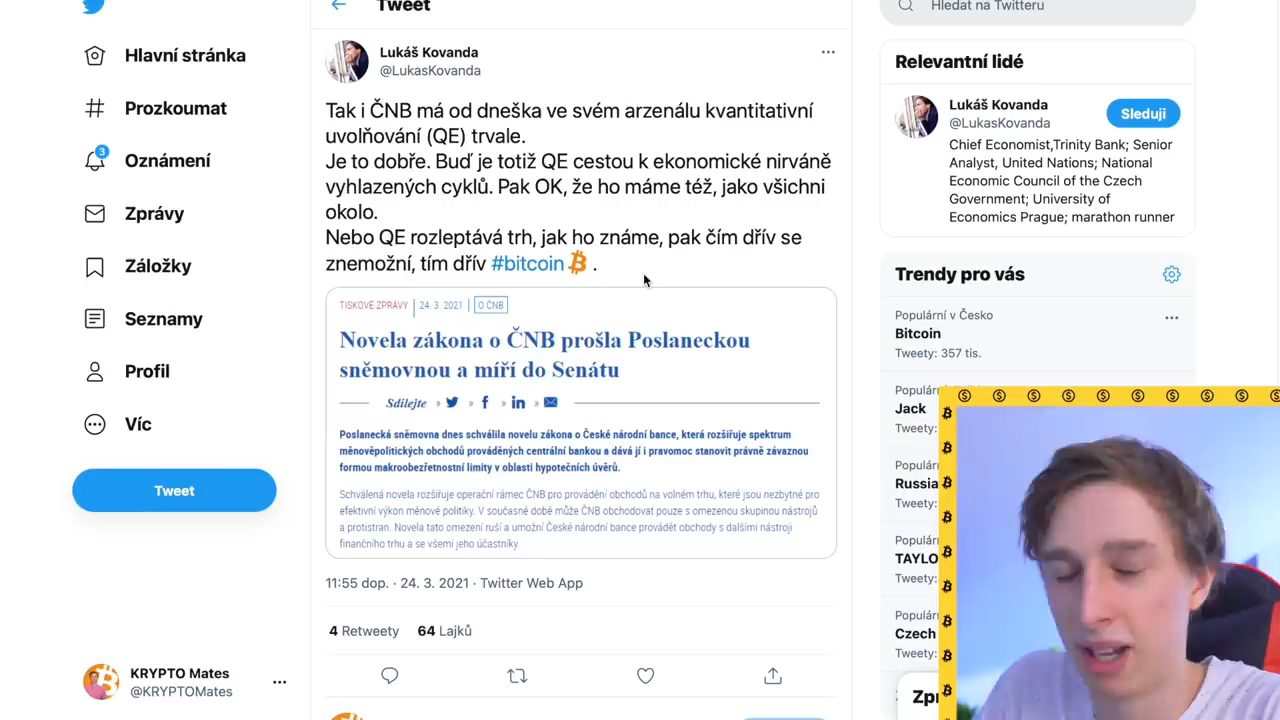 Tweet
Hledat na Twitteru
Hlavní stránka
Prozkoumat
3
Oznámení
Zprávy
Záložky
Seznamy
Profil
Víc
Tweet
KRYPTO Mates
@KRYPTOMates
Lukáš Kovanda
@LukasKovanda
Tak i ČNB má od dneška ve svém arzenálu kvantitativní
uvolňování (QE) trvale.
Je to dobře. Buď je totiž QE cestou k ekonomické nirváně
vyhlazených cyklů. Pak OK, že ho máme též, jako všichni
okolo.
Nebo QE rozleptává trh, jak ho známe, pak čím dřív se
znemožní, tím dřív #bitcoin .
TISKOVÉ ZPRÁVY | 24. 3. 2021 | O ČNB
Novela zákona o ČNB prošla Poslaneckou
sněmovnou a míří do Senátu
Sdílejte
Poslanecká sněmovna dnes schválila novelu zákona o České národní bance, která rozšiřuje spektrum
měnověpolitických obchodů prováděných centrální bankou a dává jí i pravomoc stanovit právně závaznou
formou makroobezřetnostní limity v oblasti hypotečních úvěrů.
Schválená novela rozšiřuje operační rámec ČNB pro provádění obchodů na volném trhu, které jsou nezbytné pro
efektivní výkon měnové politiky. V současné době může ČNB obchodovat pouze s omezenou skupinou nástrojů
a protistran. Novela tato omezení ruší a umožní České národní bance provádět obchody s dalšími nástroji
finančního trhu a se všemi jeho účastníky.
11:55 dop. · 24. 3. 2021 · Twitter Web App
4 Retweety 64 Lajků
Relevantní lidé
Lukáš Kovanda
@LukasKovanda
Sleduji
Chief Economist,Trinity Bank; Senior
Analyst, United Nations; National
Economic Council of the Czech
Government; University of
Economics Prague; marathon runner
Trendy pro vás
Populární v Česko
Bitcoin
Tweety: 357 tis.
Populár
Jack
Tweety:
Populár
Russia
Tweety:
Populár
TAYLO
Tweety:
Populár
Czech
Tweety:
Zpr